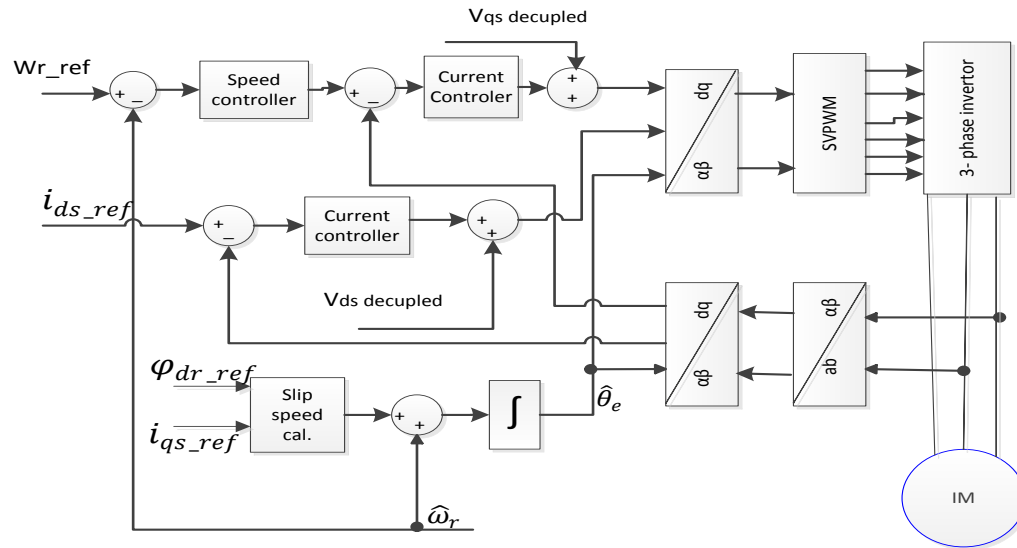 Vqs decupled
Wr_ref
+
–
Speed
controller
+
–
Current
Controler
+
+
dq
αβ
SVPWM
3- phase invertor
i_ds_ref
+
–
Current
controller
+
+
Vds decupled
dq
αβ
αβ
ab
φ_dr_ref
i_qs_ref
Slip
speed
cal.
+
+
∫
θ̂_e
ω̂_r
IM